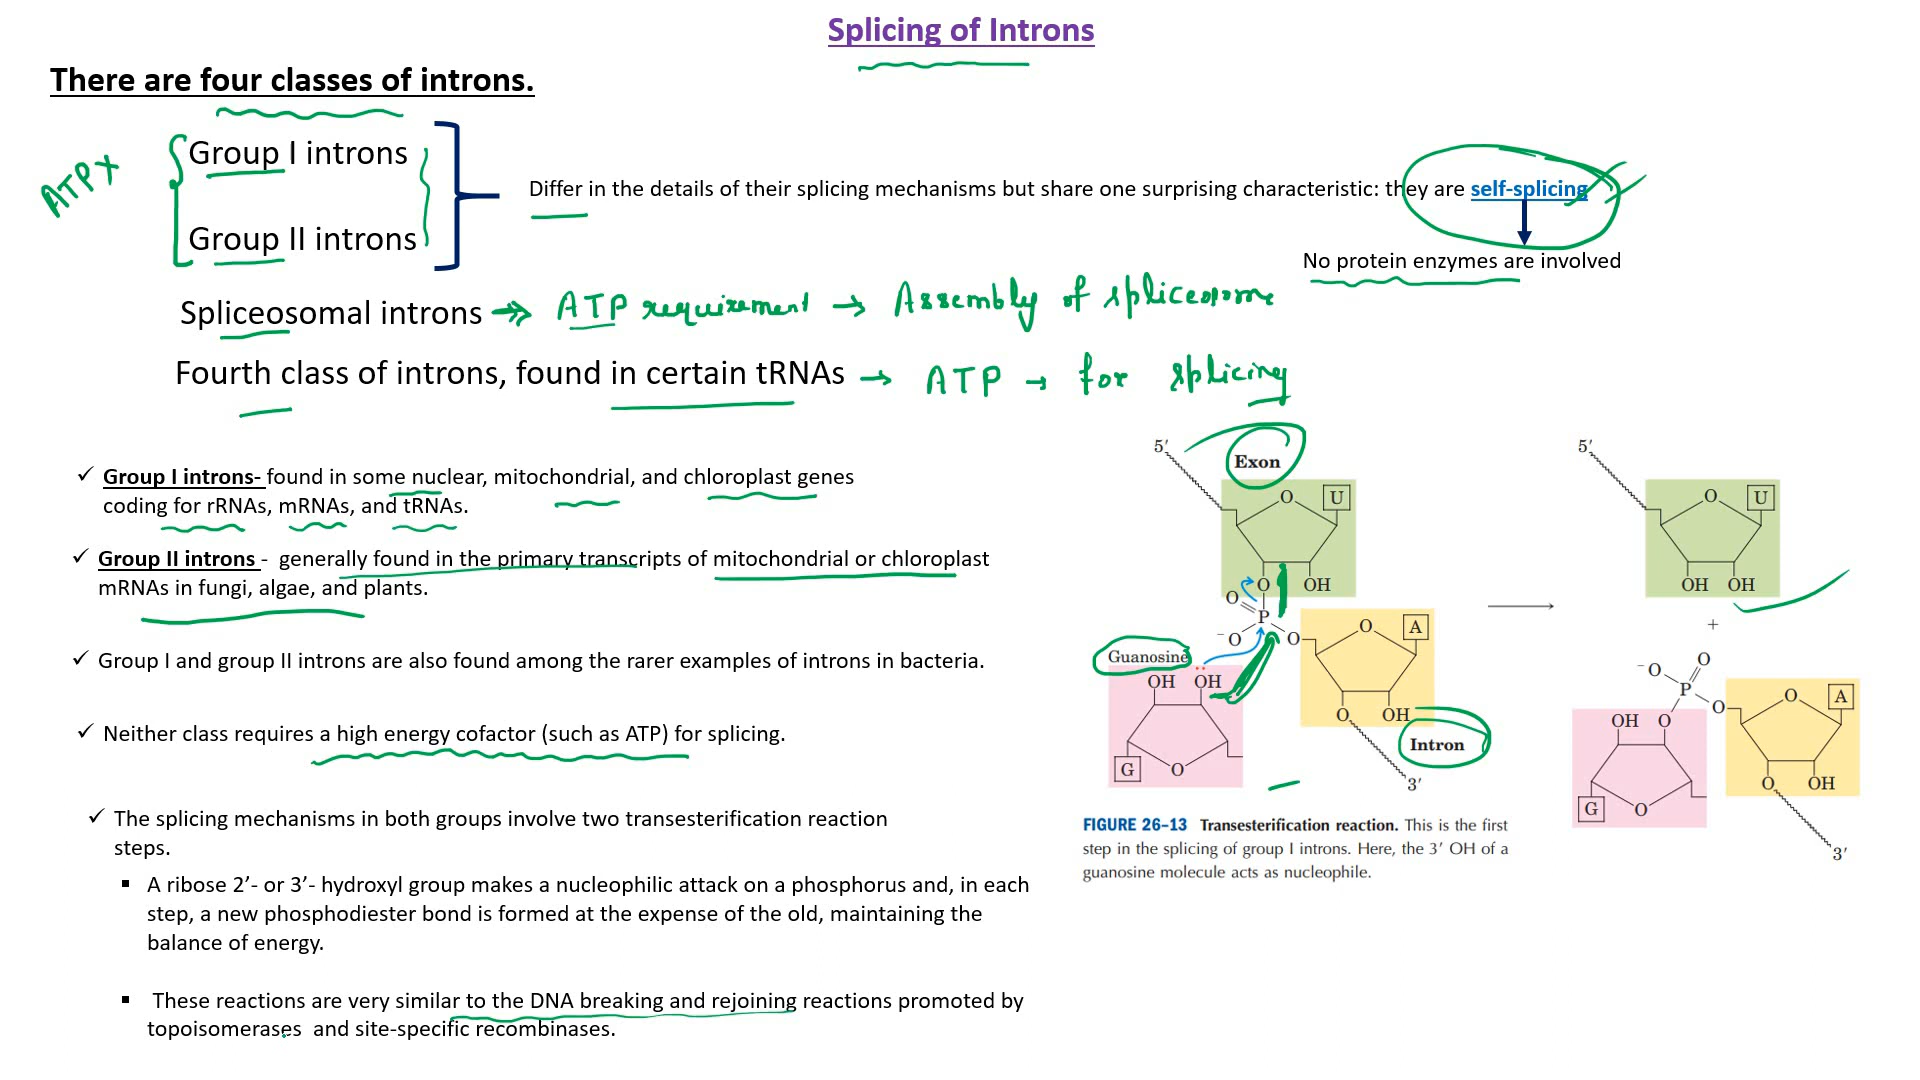 Splicing of Introns
There are four classes of introns.
ATP X
Group I introns
Group II introns
Differ in the details of their splicing mechanisms but share one surprising characteristic: they are self-splicing
No protein enzymes are involved
Spliceosomal introns → ATP requirement → Assembly of spliceosome
Fourth class of introns, found in certain tRNAs → ATP → for splicing
✓ Group I introns- found in some nuclear, mitochondrial, and chloroplast genes
coding for rRNAs, mRNAs, and tRNAs.
✓ Group II introns - generally found in the primary transcripts of mitochondrial or chloroplast
mRNAs in fungi, algae, and plants.
✓ Group I and group II introns are also found among the rarer examples of introns in bacteria.
✓ Neither class requires a high energy cofactor (such as ATP) for splicing.
✓ The splicing mechanisms in both groups involve two transesterification reaction
steps.
▪ A ribose 2’- or 3’- hydroxyl group makes a nucleophilic attack on a phosphorus and, in each
step, a new phosphodiester bond is formed at the expense of the old, maintaining the
balance of energy.
▪ These reactions are very similar to the DNA breaking and rejoining reactions promoted by
topoisomerases and site-specific recombinases.
5′
Exon
O U
O OH
O
P
⁻O O
O A
Guanosine
OH OH
O OH
Intron
G O
3′
5′
O U
OH OH
+
⁻O O
P
O
O A
OH O
O OH
G O
3′
FIGURE 26–13 Transesterification reaction. This is the first
step in the splicing of group I introns. Here, the 3′ OH of a
guanosine molecule acts as nucleophile.